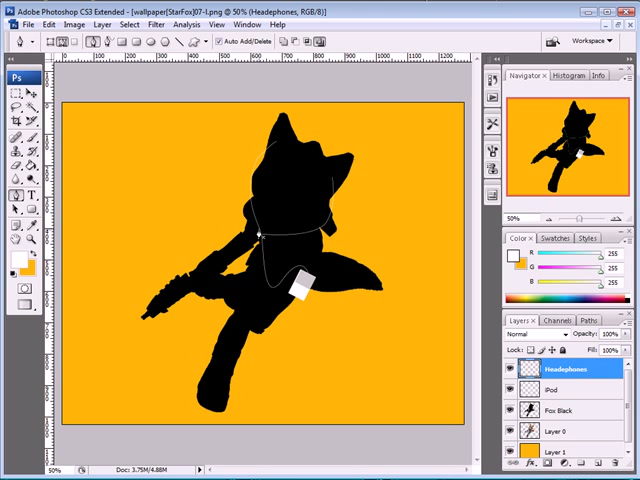 Adobe Photoshop CS3 Extended - [wallpaper[StarFox]07-I.png @ 50% (Headphones, RGB/8)]
File Edit Image Layer Select Filter Analysis View Window Help
Auto Add/Delete
Workspace
Ps
Navigator Histogram Info
50%
Color Swatches Styles
R 255
G 255
B 255
Layers Channels Paths
Normal Opacity: 100%
Lock: Fill: 100%
Headphones
iPod
Fox Black
Layer 0
Layer 1
50% Doc: 3.75M/4.88M